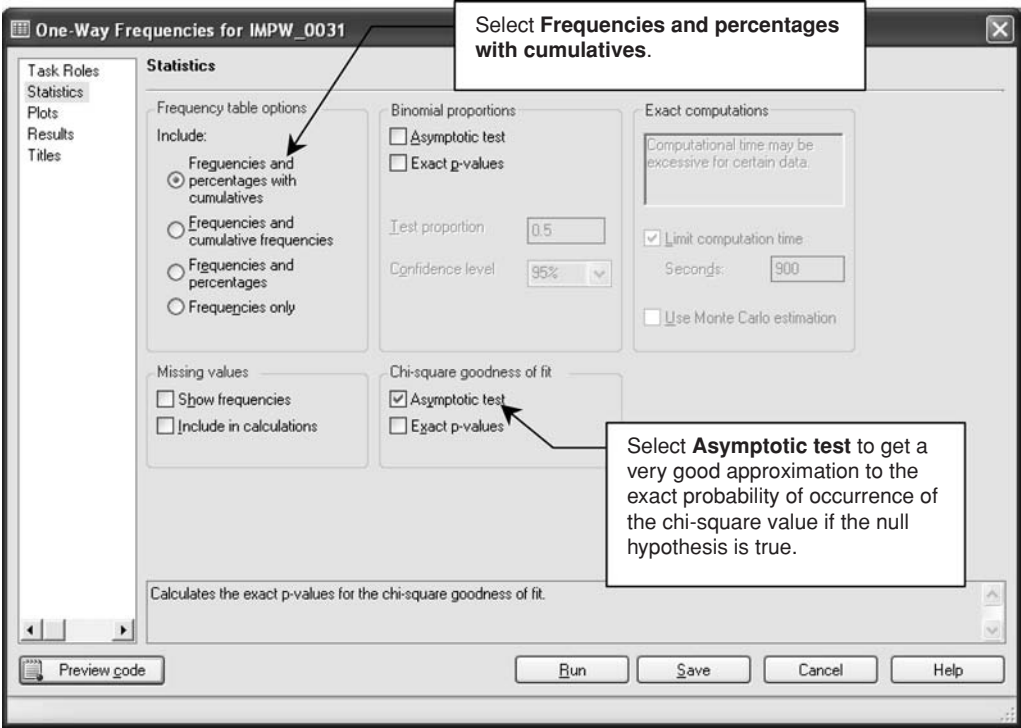 One-Way Frequencies for IMPW_0031
Select Frequencies and percentages
with cumulatives.
Task Roles
Statistics
Plots
Results
Titles
Statistics
Frequency table options
Include:
Frequencies and
percentages with
cumulatives
Frequencies and
cumulative frequencies
Frequencies and
percentages
Frequencies only
Binomial proportions
Asymptotic test
Exact p-values
Test proportion
0.5
Confidence level
95%
Exact computations
Computational time may be
excessive for certain data.
Limit computation time
Seconds:
900
Use Monte Carlo estimation
Missing values
Show frequencies
Include in calculations
Chi-square goodness of fit
Asymptotic test
Exact p-values
Select Asymptotic test to get a
very good approximation to the
exact probability of occurrence of
the chi-square value if the null
hypothesis is true.
Calculates the exact p-values for the chi-square goodness of fit.
Preview code
Run
Save
Cancel
Help